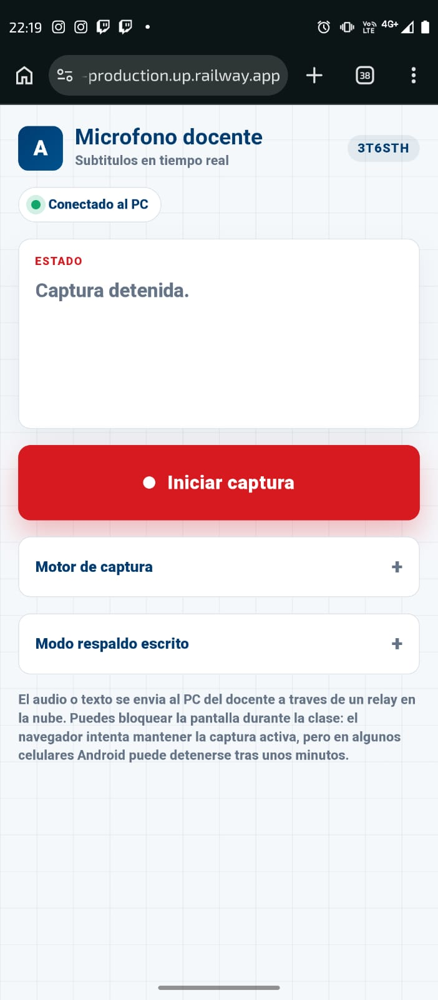 22:19
Vo
LTE
4G+
-production.up.railway.app
38
A
Microfono docente
Subtitulos en tiempo real
3T6STH
Conectado al PC
ESTADO
Captura detenida.
Iniciar captura
Motor de captura
+
Modo respaldo escrito
+
El audio o texto se envia al PC del docente a traves de un relay en
la nube. Puedes bloquear la pantalla durante la clase: el
navegador intenta mantener la captura activa, pero en algunos
celulares Android puede detenerse tras unos minutos.